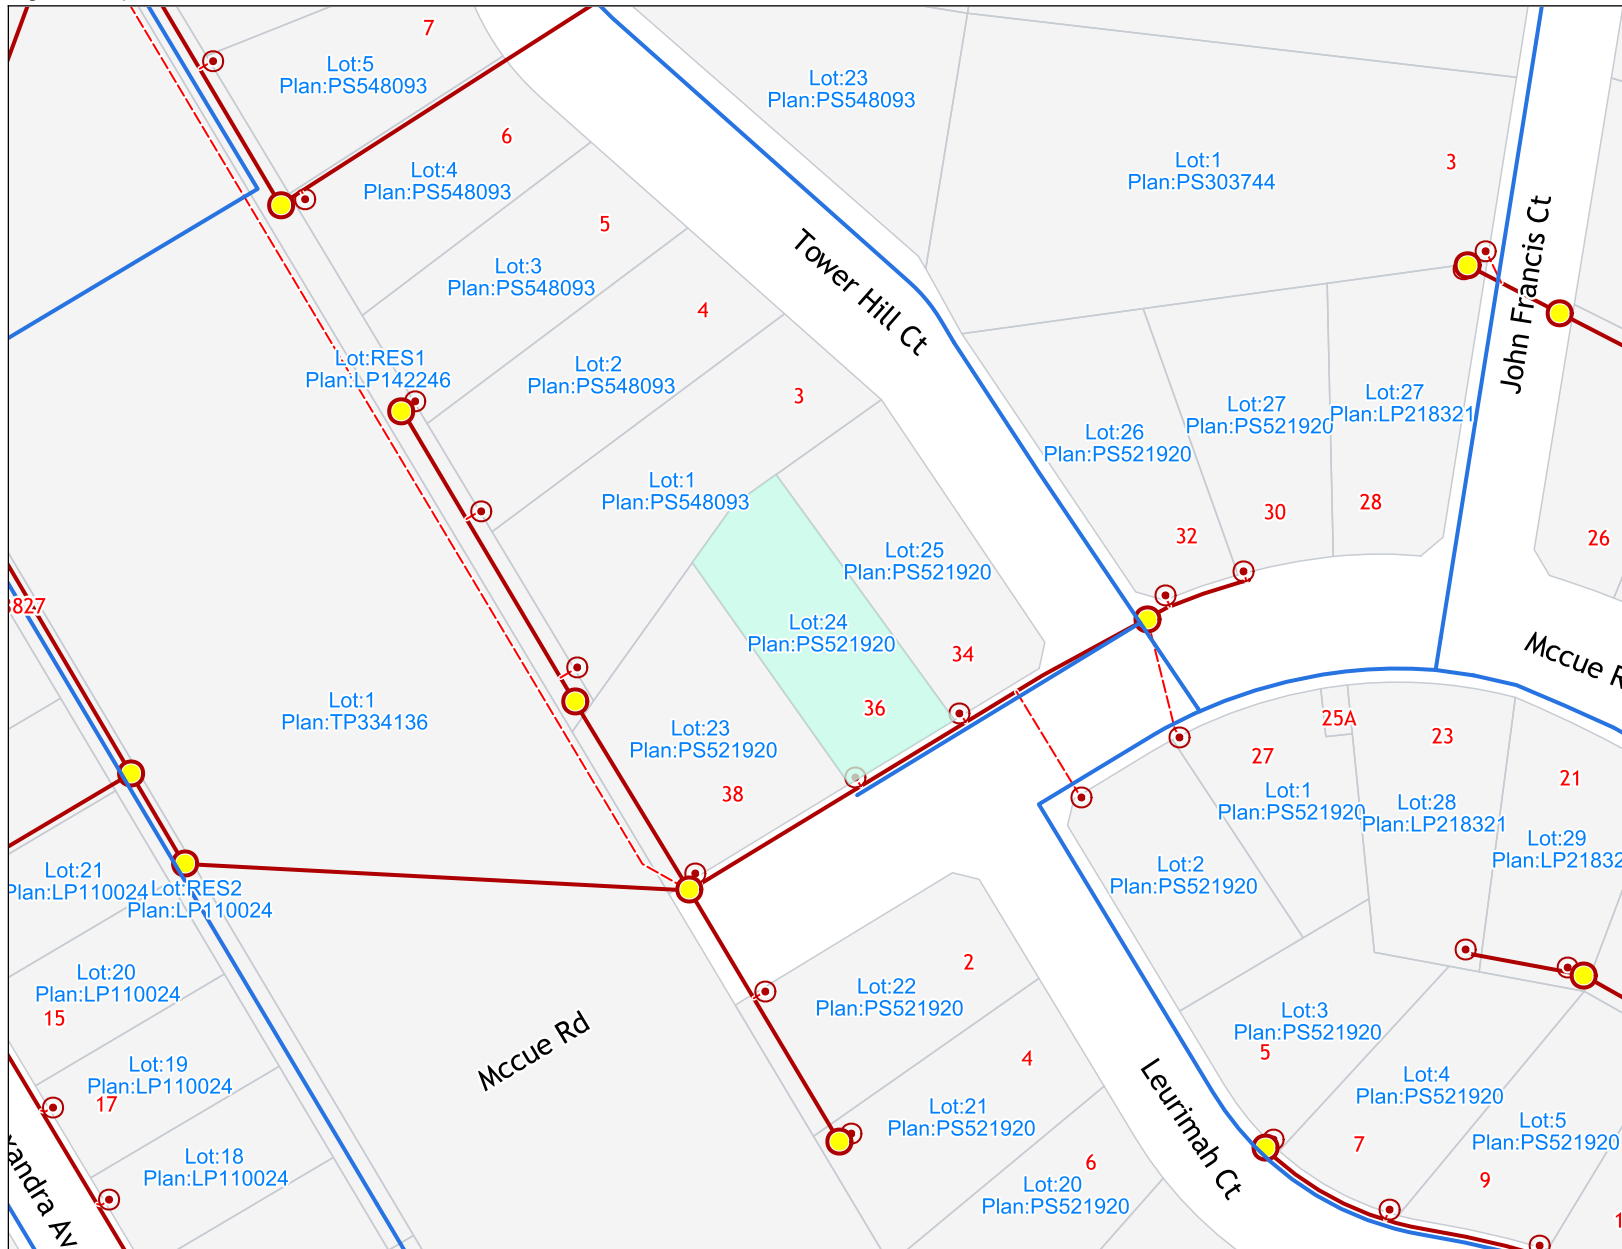 7
Lot:5
Plan:PS548093
Lot:23
Plan:PS548093
6
Lot:4
Plan:PS548093
Lot:1
Plan:PS303744
3
5
Lot:3
Plan:PS548093
Tower Hill Ct
John Francis Ct
4
Lot:RES1
Plan:LP142246
Lot:2
Plan:PS548093
3
Lot:26
Plan:PS521920
Lot:27
Plan:PS521920
Lot:27
Plan:LP218321
Lot:1
Plan:PS548093
32
30
28
26
Lot:25
Plan:PS521920
3827
Lot:24
Plan:PS521920
34
Mccue R
Lot:1
Plan:TP334136
36
Lot:23
Plan:PS521920
38
25A
23
27
21
Lot:1
Plan:PS521920
Lot:28
Plan:LP218321
Lot:29
Plan:LP21832
Lot:21
Plan:LP110024
Lot:RES2
Plan:LP110024
Lot:2
Plan:PS521920
Lot:20
Plan:LP110024
15
2
Lot:22
Plan:PS521920
Lot:3
Plan:PS521920
5
Mccue Rd
Lot:19
Plan:LP110024
17
4
Lot:21
Plan:PS521920
Leurimah Ct
Lot:4
Plan:PS521920
Lot:5
Plan:PS521920
7
9
Lot:18
Plan:LP110024
6
Lot:20
Plan:PS521920
xandra Av
1